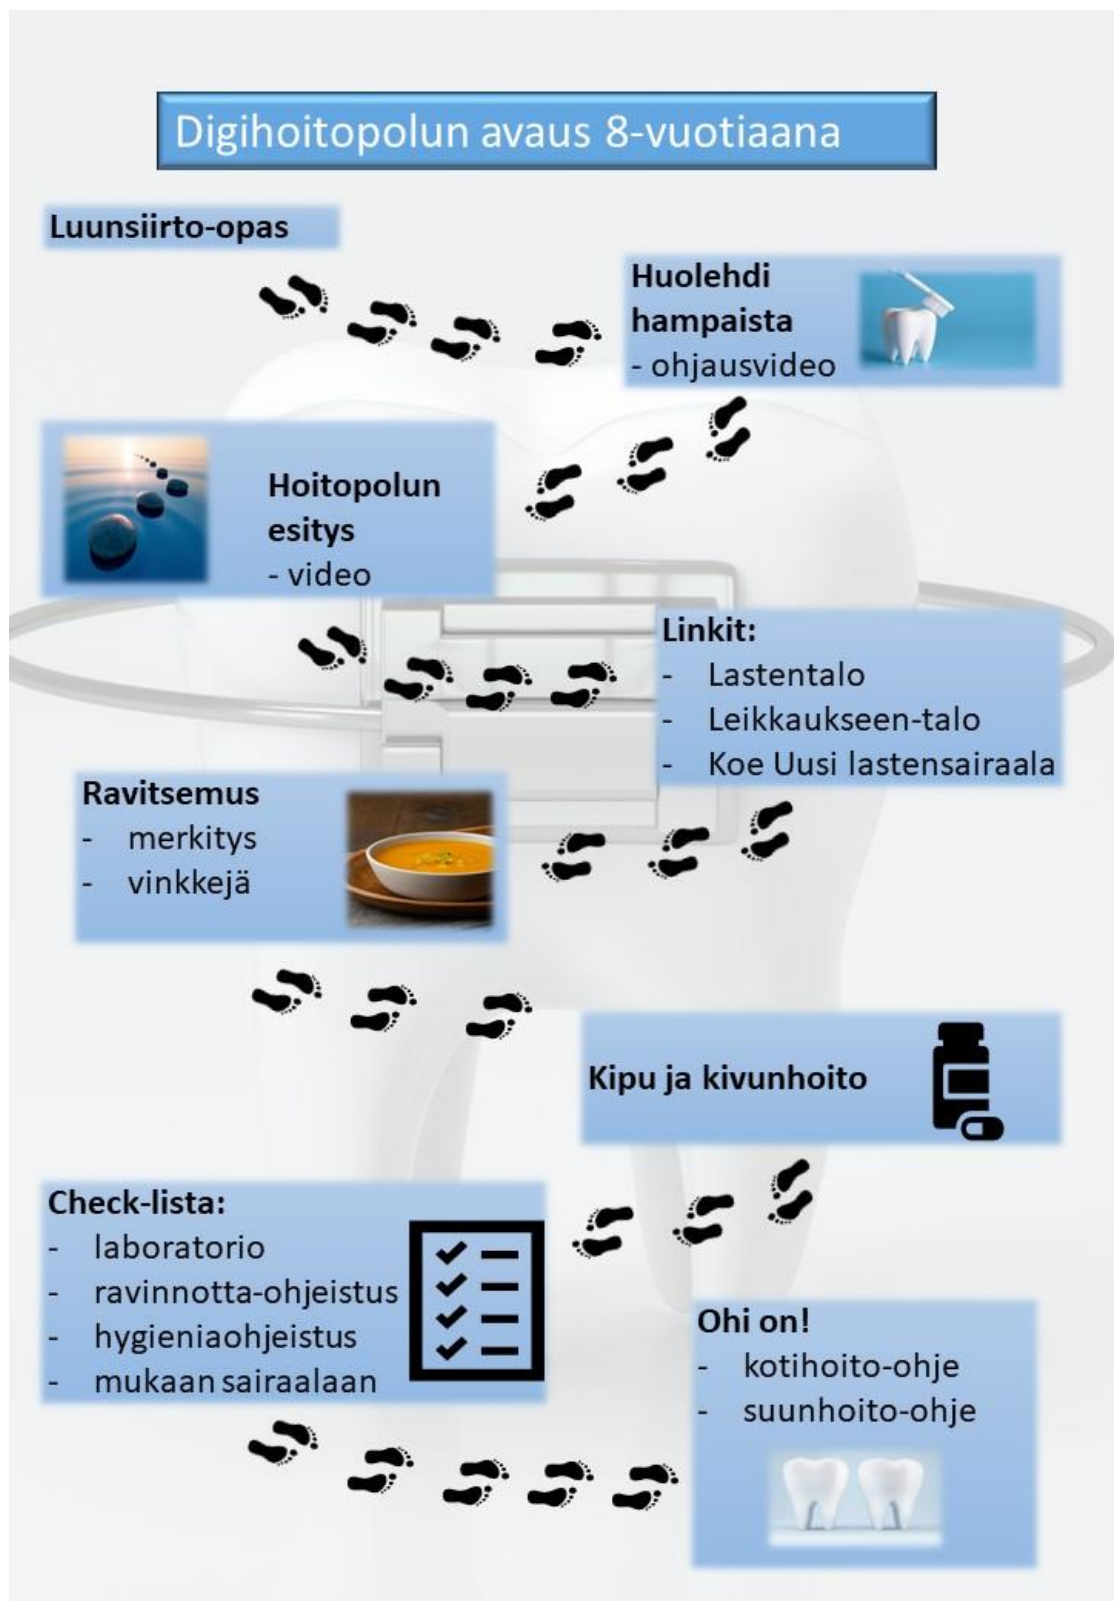 Digihoitopolun avaus 8-vuotiaana
Luunsiirto-opas
Huolehdi
hampaista
- ohjausvideo
Hoitopolun
esitys
- video
Linkit:
- Lastentalo
- Leikkaukseen-talo
- Koe Uusi lastensairaala
Ravitsemus
- merkitys
- vinkkejä
Kipu ja kivunhoito
Check-lista:
- laboratorio
- ravinnotta-ohjeistus
- hygieniaohjeistus
- mukaan sairaalaan
Ohi on!
- kotihoito-ohje
- suunhoito-ohje